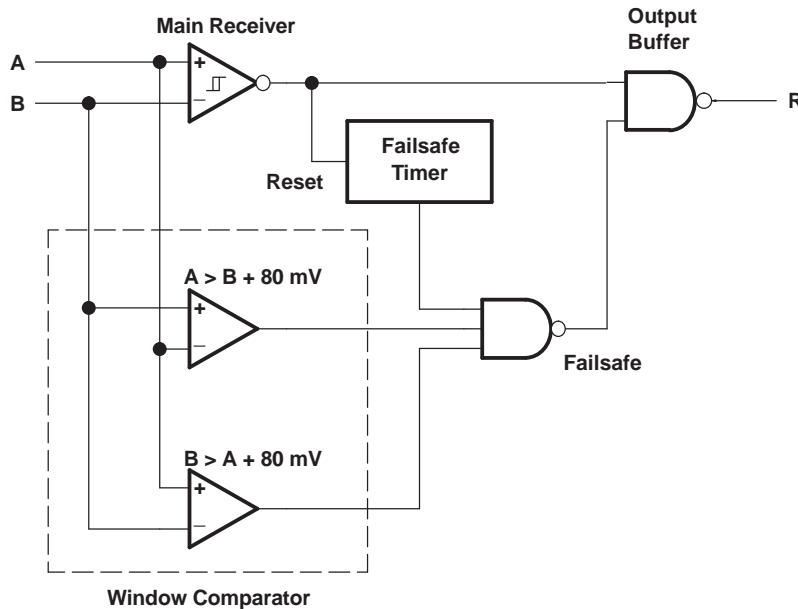 Output
Buffer
Main Receiver
A
+
_
B
R
Failsafe
Timer
Reset
A > B + 80 mV
+
_
Failsafe
B > A + 80 mV
+
_
Window Comparator